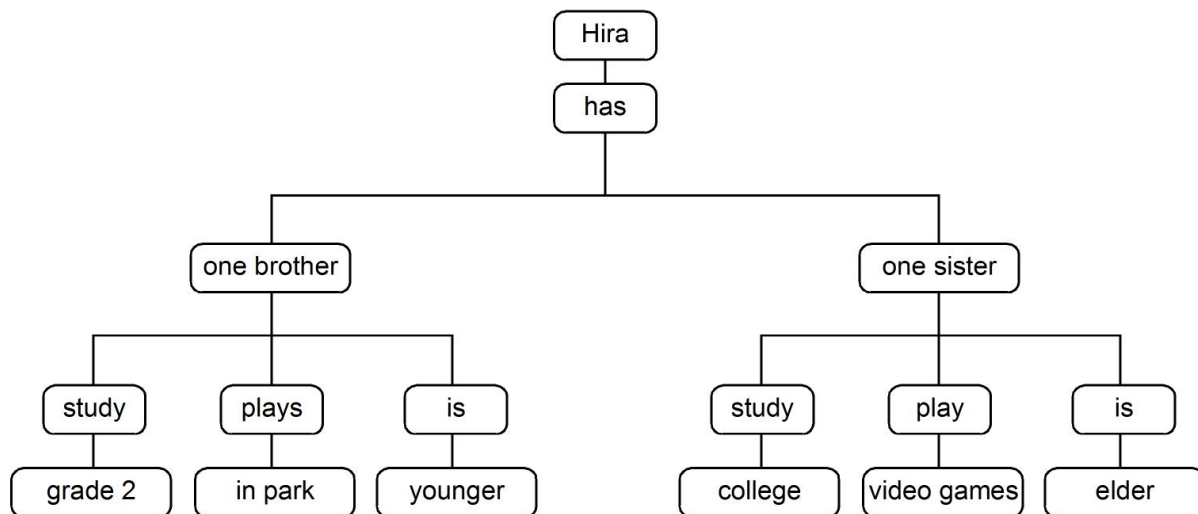 Hira
has
one brother
one sister
study
plays
is
study
play
is
grade 2
in park
younger
college
video games
elder